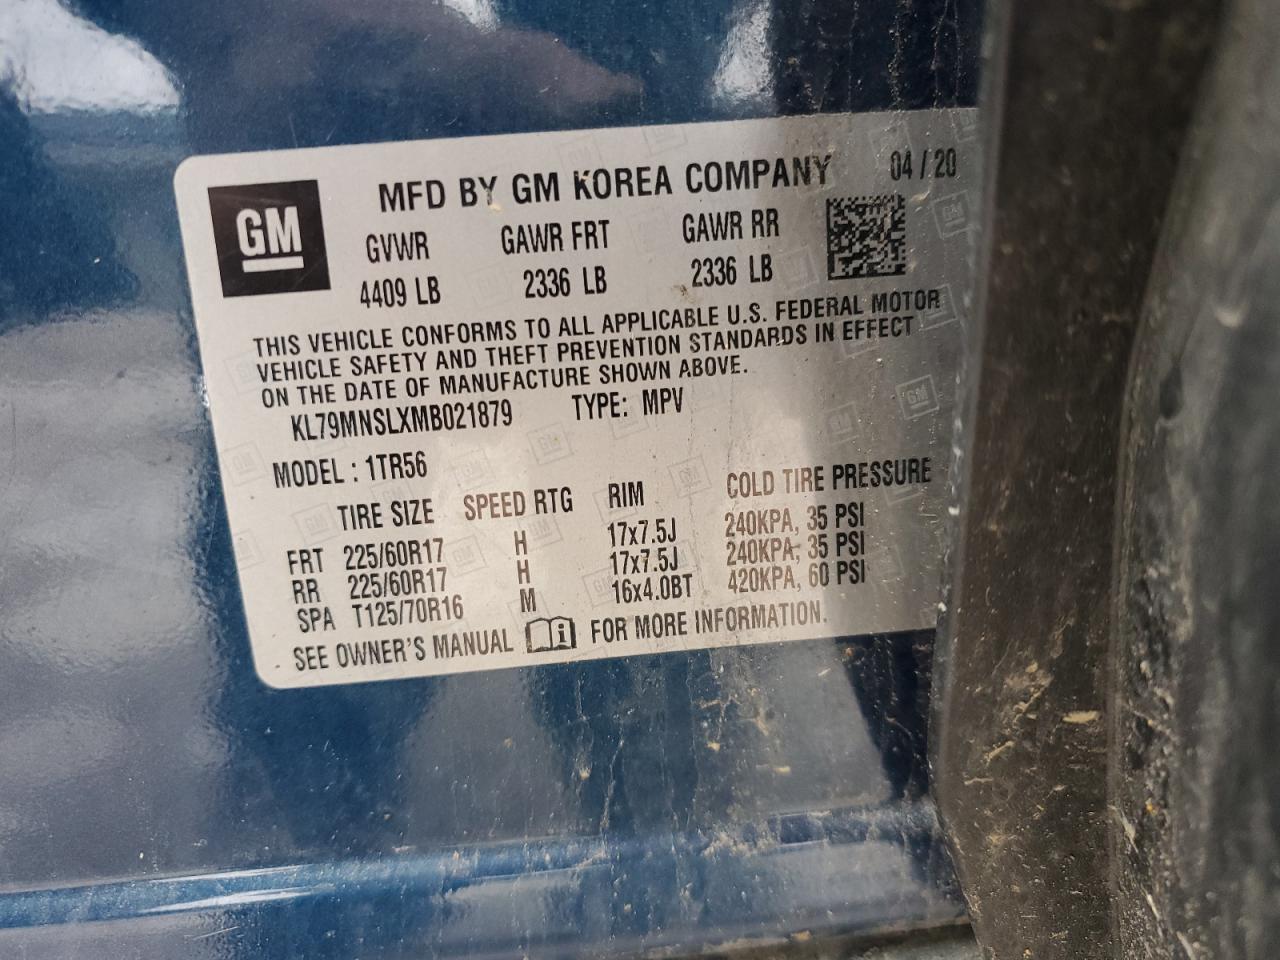 GM
MFD BY GM KOREA COMPANY 04 / 20
GVWR GAWR FRT GAWR RR
4409 LB 2336 LB 2336 LB
THIS VEHICLE CONFORMS TO ALL APPLICABLE U.S. FEDERAL MOTOR
VEHICLE SAFETY AND THEFT PREVENTION STANDARDS IN EFFECT
ON THE DATE OF MANUFACTURE SHOWN ABOVE.
KL79MNSLXMB021879 TYPE: MPV
MODEL : 1TR56
TIRE SIZE SPEED RTG RIM COLD TIRE PRESSURE
FRT 225/60R17 H 17x7.5J 240KPA, 35 PSI
RR 225/60R17 H 17x7.5J 240KPA, 35 PSI
SPA T125/70R16 M 16x4.0BT 420KPA, 60 PSI
SEE OWNER'S MANUAL i FOR MORE INFORMATION.